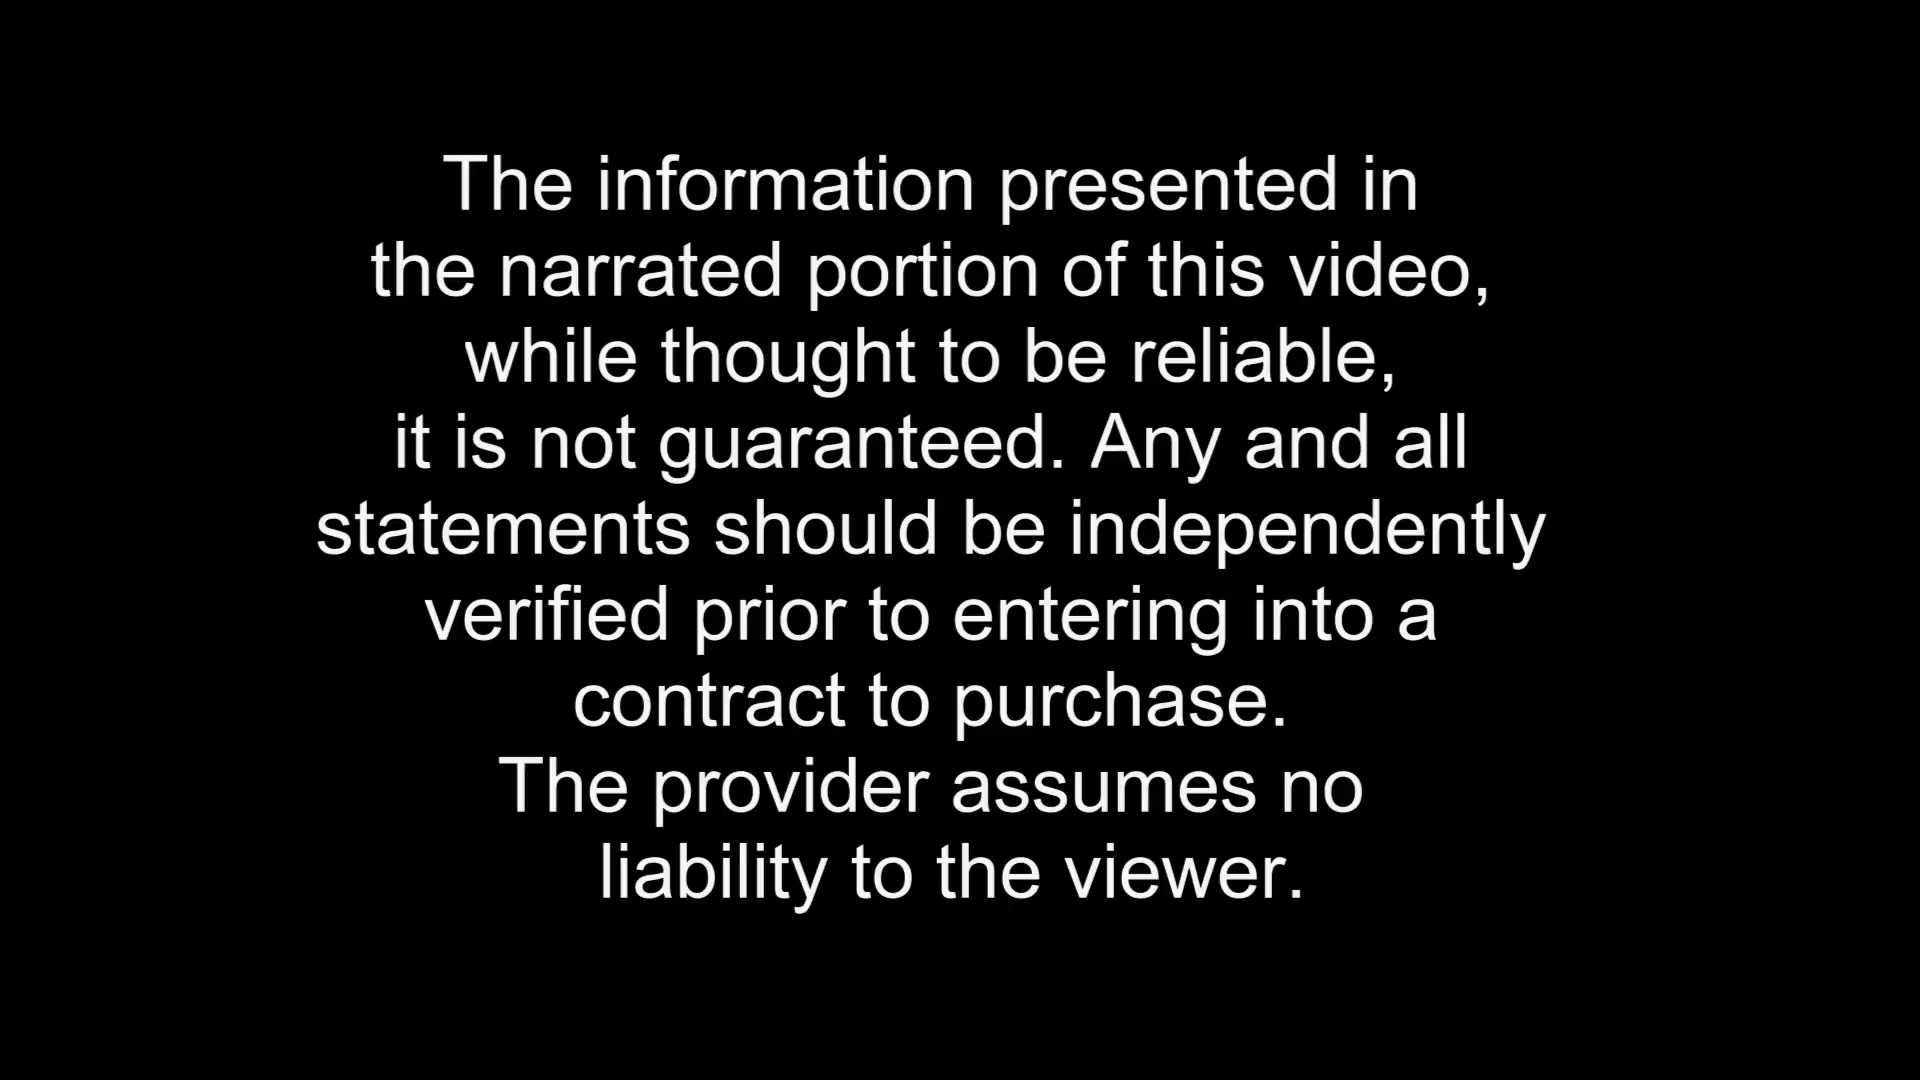 The information presented in
the narrated portion of this video,
while thought to be reliable,
it is not guaranteed. Any and all
statements should be independently
verified prior to entering into a
contract to purchase.
The provider assumes no
liability to the viewer.